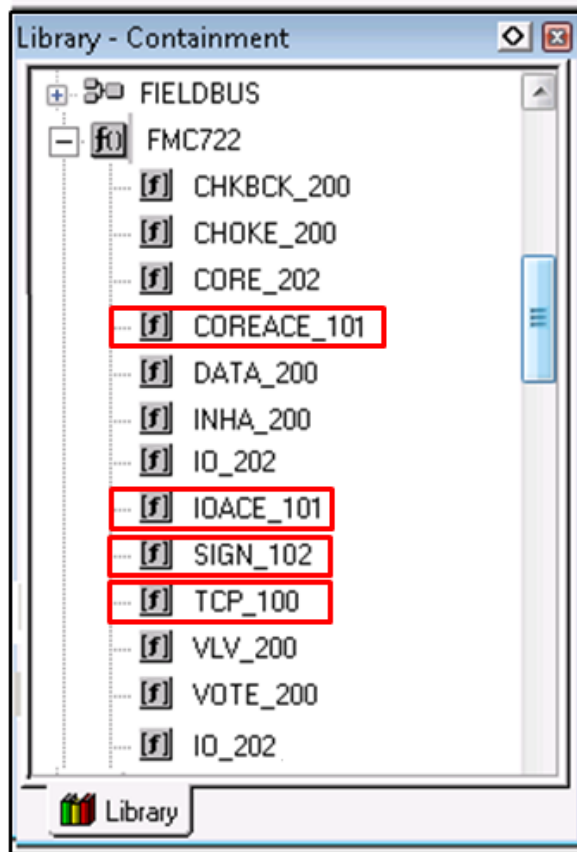 Library - Containment
FIELDBUS
f() FMC722
[f] CHKBCK_200
[f] CHOKE_200
[f] CORE_202
[f] COREACE_101
[f] DATA_200
[f] INHA_200
[f] IO_202
[f] IOACE_101
[f] SIGN_102
[f] TCP_100
[f] VLV_200
[f] VOTE_200
[f] IO_202
Library